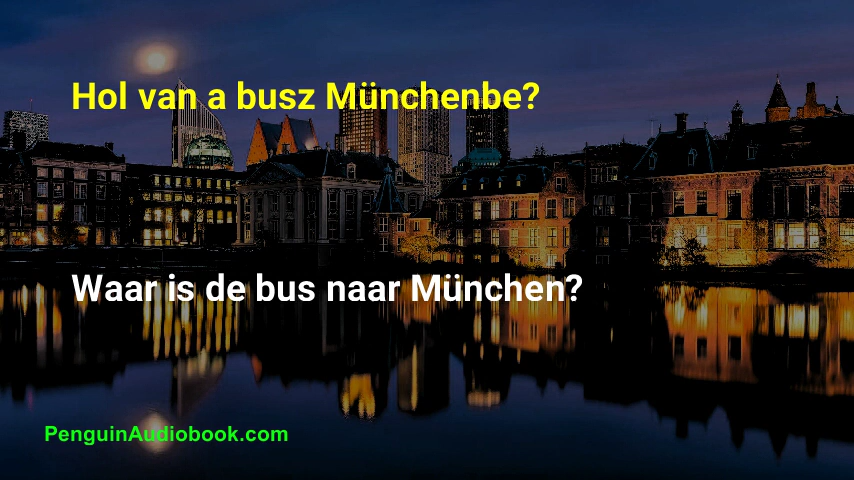 Hol van a busz Münchenbe?
Waar is de bus naar München?
PenguinAudiobook.com